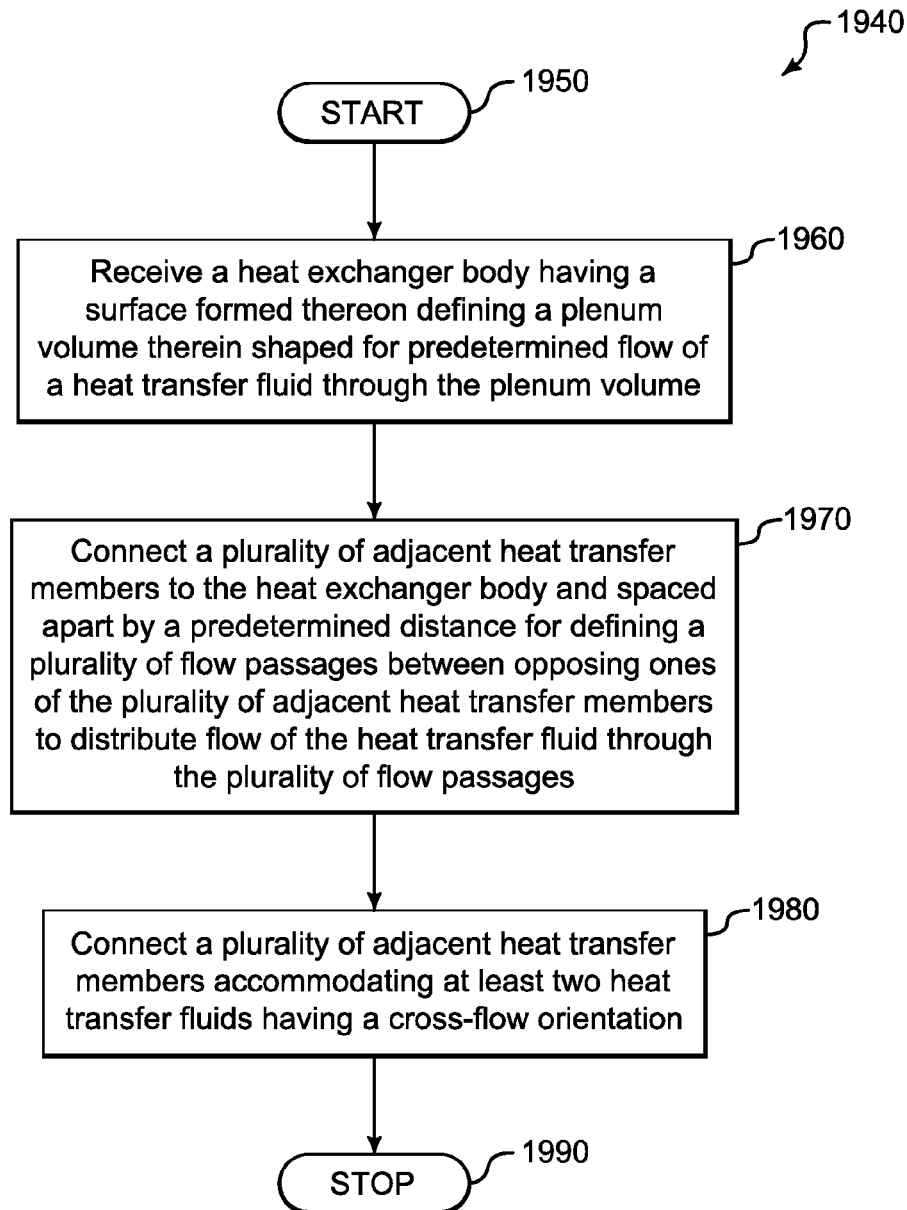 1940
START
1950
1960
Receive a heat exchanger body having a
surface formed thereon defining a plenum
volume therein shaped for predetermined flow of
a heat transfer fluid through the plenum volume
1970
Connect a plurality of adjacent heat transfer
members to the heat exchanger body and spaced
apart by a predetermined distance for defining a
plurality of flow passages between opposing ones
of the plurality of adjacent heat transfer members
to distribute flow of the heat transfer fluid through
the plurality of flow passages
1980
Connect a plurality of adjacent heat transfer
members accommodating at least two heat
transfer fluids having a cross-flow orientation
1990
STOP